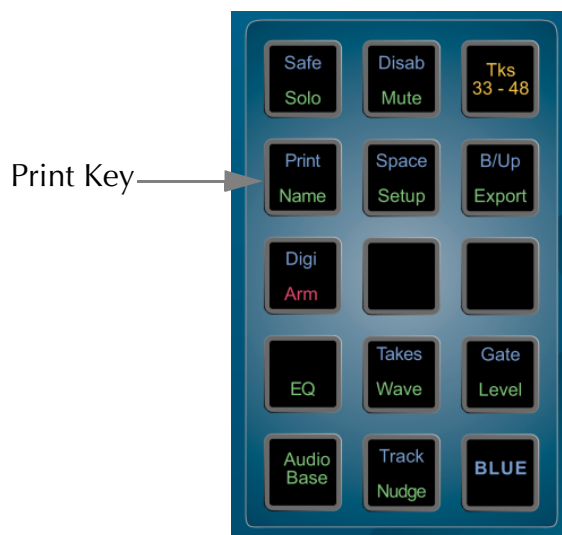 Safe
Solo
Disab
Mute
Tks
33 - 48
Print Key
Print
Name
Space
Setup
B/Up
Export
Digi
Arm
EQ
Takes
Wave
Gate
Level
Audio
Base
Track
Nudge
BLUE